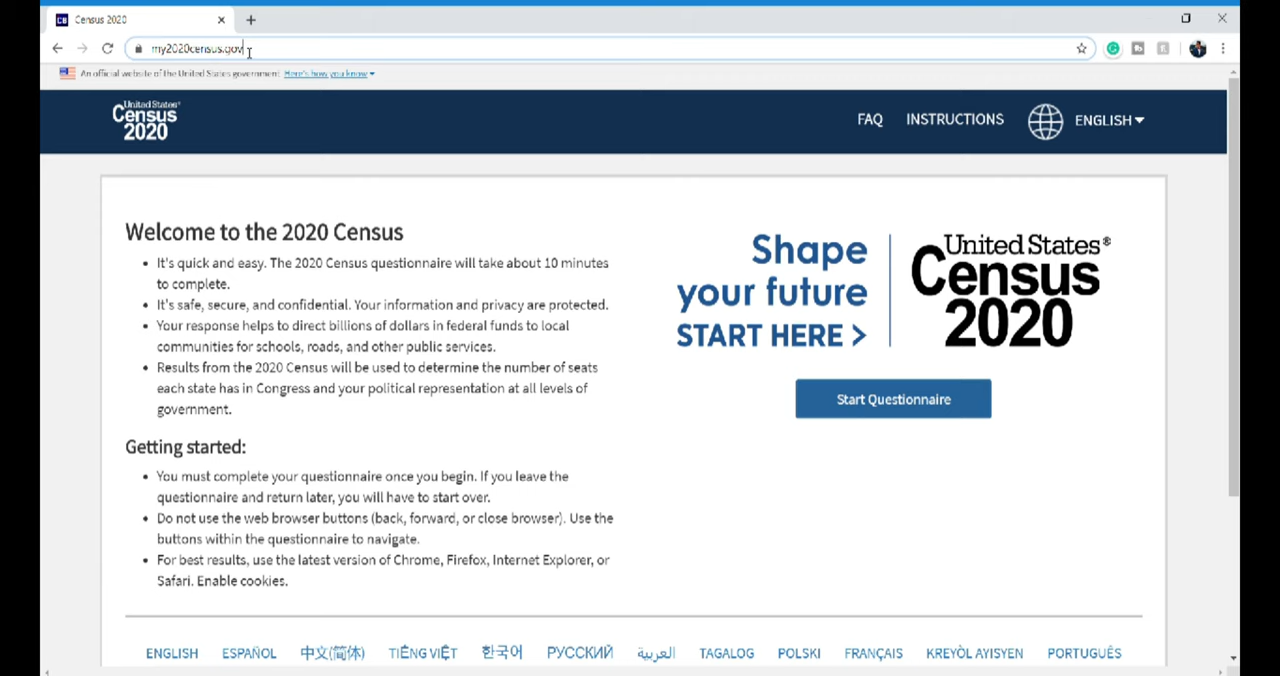 CB Census 2020
my2020census.gov
An official website of the United States government Here's how you know
United States®
Census
2020
FAQ INSTRUCTIONS ENGLISH
Welcome to the 2020 Census
• It's quick and easy. The 2020 Census questionnaire will take about 10 minutes
to complete.
• It's safe, secure, and confidential. Your information and privacy are protected.
• Your response helps to direct billions of dollars in federal funds to local
communities for schools, roads, and other public services.
• Results from the 2020 Census will be used to determine the number of seats
each state has in Congress and your political representation at all levels of
government.
Getting started:
• You must complete your questionnaire once you begin. If you leave the
questionnaire and return later, you will have to start over.
• Do not use the web browser buttons (back, forward, or close browser). Use the
buttons within the questionnaire to navigate.
• For best results, use the latest version of Chrome, Firefox, Internet Explorer, or
Safari. Enable cookies.
Shape
your future
START HERE >
United States®
Census
2020
Start Questionnaire
ENGLISH ESPAÑOL 中文(简体) TIẾNG VIỆT 한국어 РУССКИЙ العربية TAGALOG POLSKI FRANÇAIS KREYÒL AYISYEN PORTUGUÊS